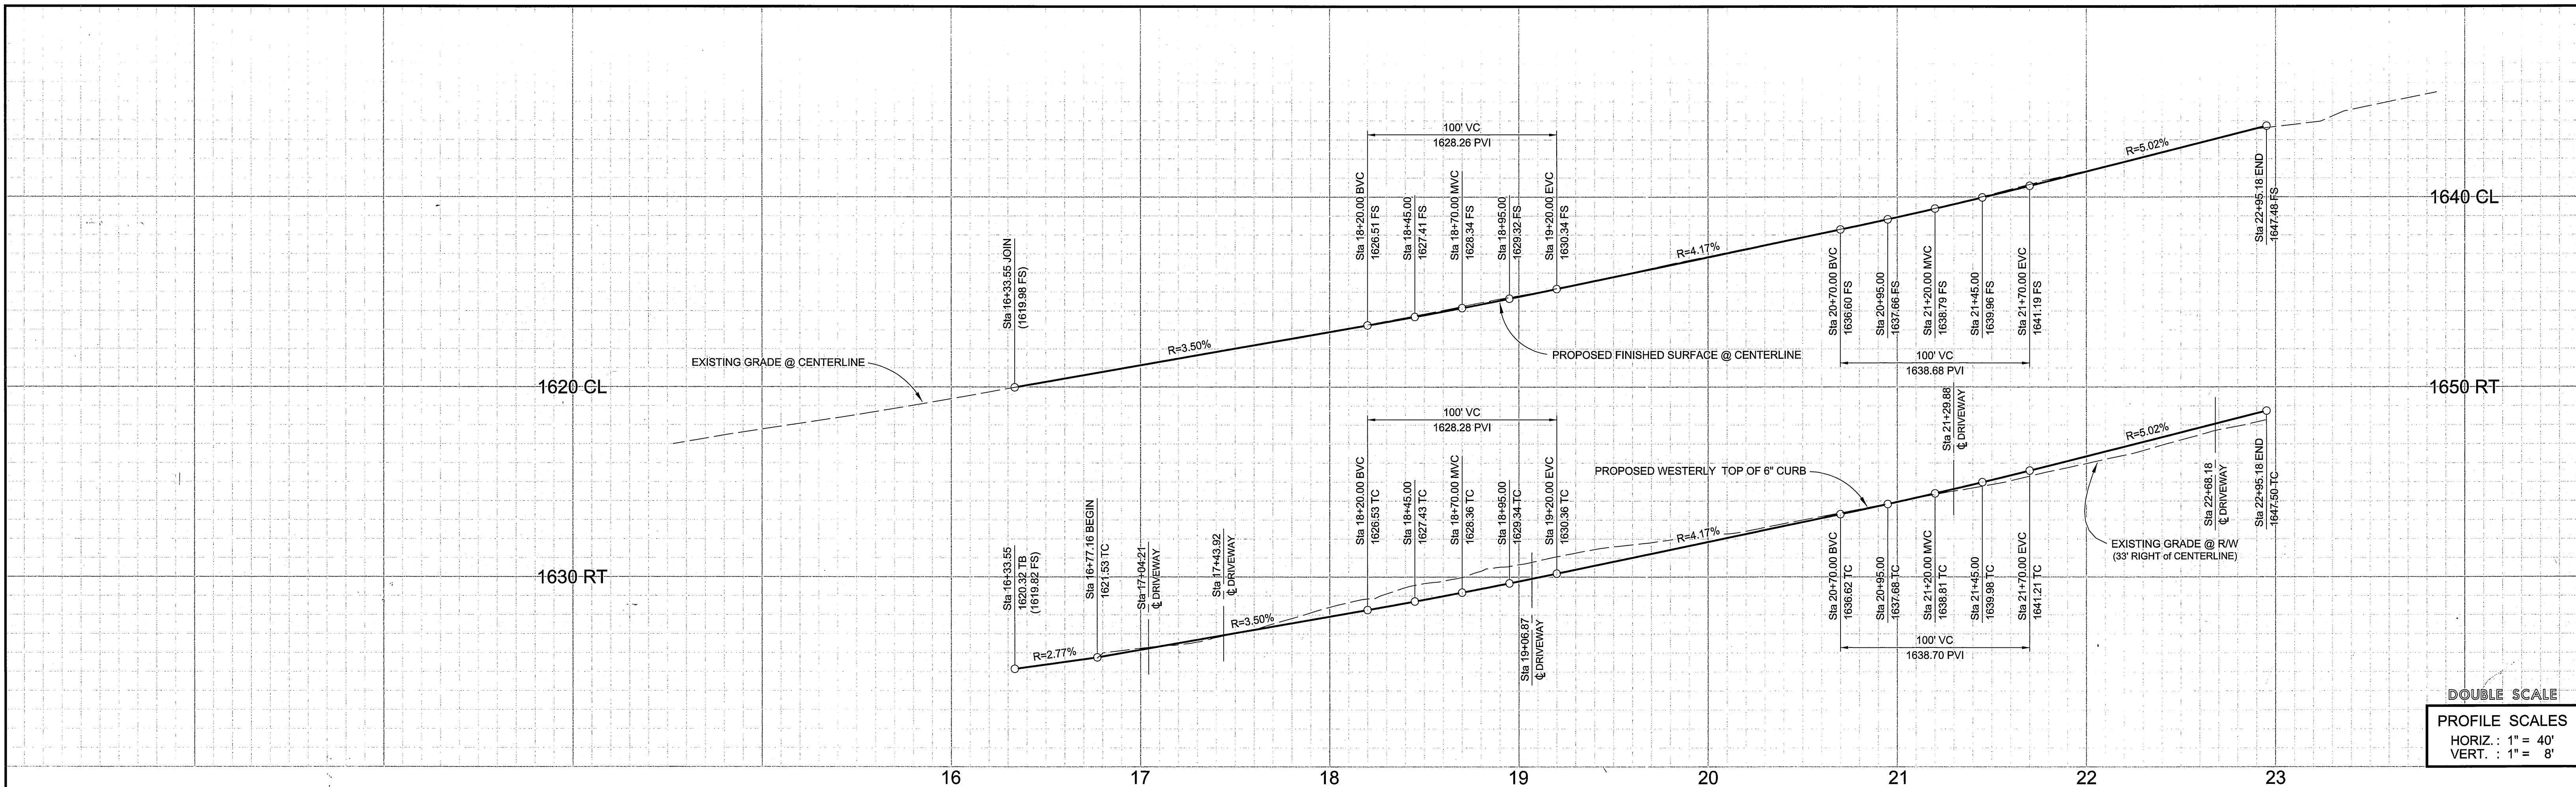 100' VC
1628.26 PVI
R=5.02%
Sta 16+33.55 JOIN
(1619.98 FS)
Sta 18+20.00 BVC
1626.51 FS
Sta 18+45.00
1627.41 FS
Sta 18+70.00 MVC
1628.34 FS
Sta 18+95.00
1629.32 FS
Sta 19+20.00 EVC
1630.34 FS
Sta 22+95.18 END
1647.48 FS
1640 CL
R=4.17%
Sta 20+70.00 BVC
1636.60 FS
Sta 20+95.00
1637.66 FS
Sta 21+20.00 MVC
1638.79 FS
Sta 21+45.00
1639.96 FS
Sta 21+70.00 EVC
1641.19 FS
R=3.50%
EXISTING GRADE @ CENTERLINE
PROPOSED FINISHED SURFACE @ CENTERLINE
100' VC
1638.68 PVI
1620 CL
1650 RT
100' VC
1628.28 PVI
Sta 21+29.88
℄ DRIVEWAY
R=5.02%
PROPOSED WESTERLY TOP OF 6" CURB
Sta 18+20.00 BVC
1626.53 TC
Sta 18+45.00
1627.43 TC
Sta 18+70.00 MVC
1628.36 TC
Sta 18+95.00
1629.34 TC
Sta 19+20.00 EVC
1630.36 TC
Sta 22+68.18
℄ DRIVEWAY
Sta 22+95.18 END
1647.50 TC
R=4.17%
EXISTING GRADE @ R/W
(33' RIGHT of CENTERLINE)
1630 RT
Sta 16+33.55
1620.32 TB
(1619.82 FS)
Sta 16+77.16 BEGIN
1621.53 TC
Sta 17+04.21
℄ DRIVEWAY
Sta 17+43.92
℄ DRIVEWAY
Sta 20+70.00 BVC
1636.62 TC
Sta 20+95.00
1637.68 TC
Sta 21+20.00 MVC
1638.81 TC
Sta 21+45.00
1639.98 TC
Sta 21+70.00 EVC
1641.21 TC
R=3.50%
R=2.77%
Sta 19+06.87
℄ DRIVEWAY
100' VC
1638.70 PVI
DOUBLE SCALE
PROFILE SCALES
HORIZ. : 1" = 40'
VERT. : 1" = 8'
16 17 18 19 20 21 22 23